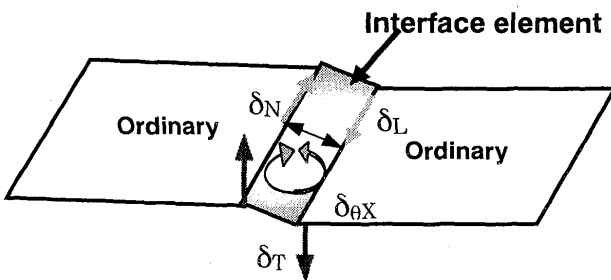 Interface element
δN
δL
Ordinary
Ordinary
δθX
δT